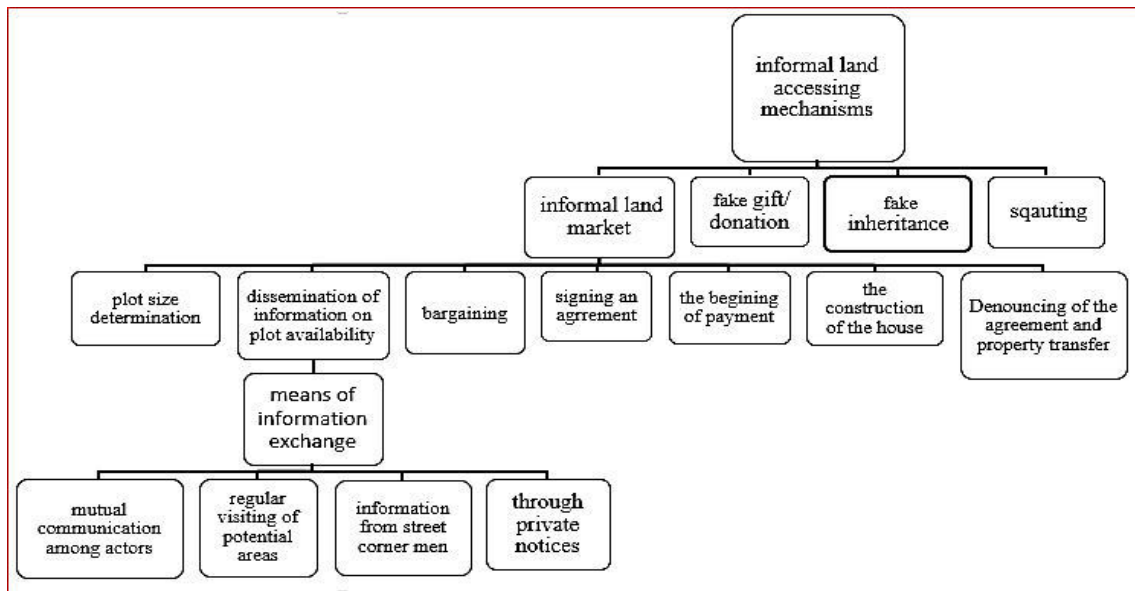 informal land
accessing
mechanisms
informal land
market
fake gift/
donation
fake
inheritance
sqauting
plot size
determination
dissemination of
information on
plot availability
bargaining
signing an
agrrement
the begining
of payment
the
construction
of the house
Denouncing of the
agreement and
property transfer
means of
information
exchange
mutual
communication
among actors
regular
visiting of
potential
areas
information
from street
corner men
through
private
notices